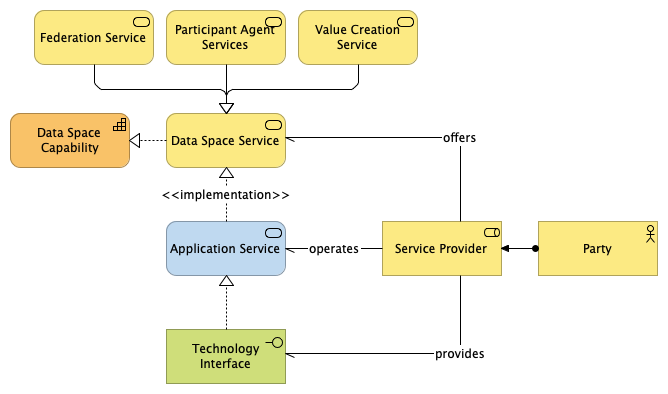 Federation Service
Participant Agent
Services
Value Creation
Service
Data Space
Capability
Data Space Service
offers
<<implementation>>
Application Service
operates
Service Provider
Party
Technology
Interface
provides